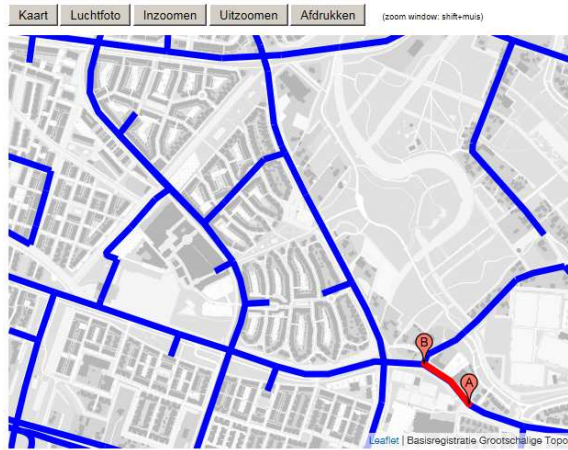 Kaart Luchtfoto Inzoomen Uitzoomen Afdrukken (zoom window: shift+muis)
B
A
Leaflet | Basisregistratie Grootschalige Topo